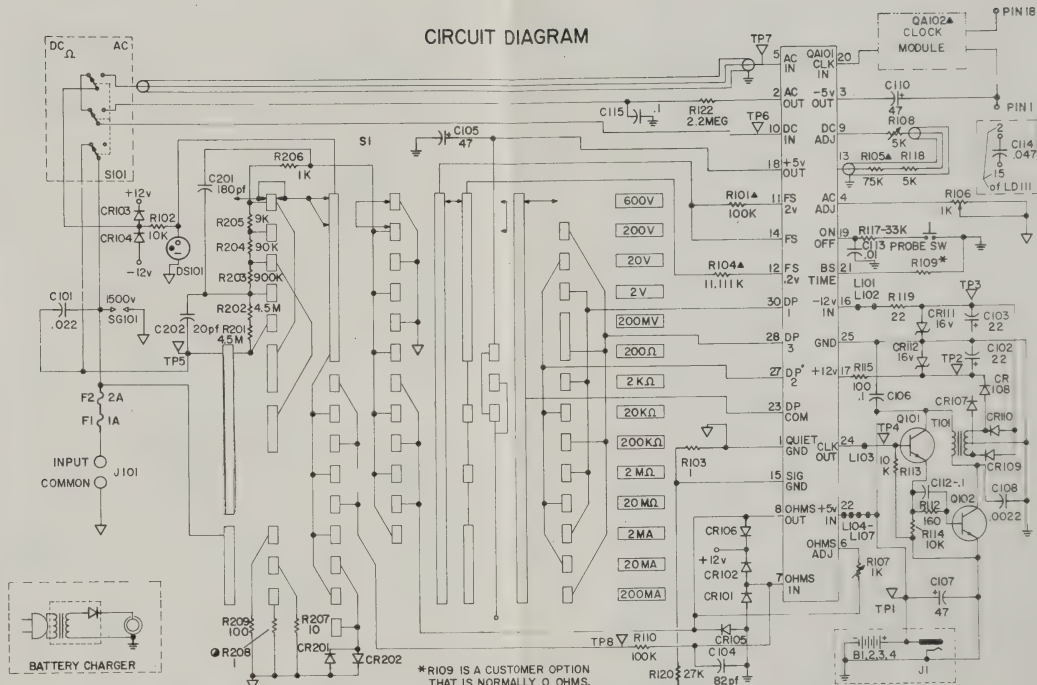 CIRCUIT DIAGRAM
DC
Ω
AC
S101
+12v
CR103
CR104
-12v
R102
10K
DS101
C101
.022
1500v
SG101
C202
20pf
TP5
F2 2A
F1 1A
INPUT
J101
COMMON
BATTERY CHARGER
C201
180pf
R206
1K
R205
9K
R204
90K
R203
900K
R202
4.5M
R201
4.5M
R209
100
R208
1
R207
10
CR201
CR202
S1
C105
47
C115
.1
R122
2.2MEG
TP7
TP6
600V
200V
20V
2V
200MV
200Ω
2KΩ
20KΩ
200KΩ
2MΩ
20MΩ
2MA
20MA
200MA
R101▲
100K
R104▲
11.111K
R103
1
CR106
+12v
CR102
CR101
CR105
TP8
R110
100K
C104
82pf
R120
27K
*R109 IS A CUSTOMER OPTION
THAT IS NORMALLY 0 OHMS.
QA101
5 AC IN
20 CLK IN
2 AC OUT
-5v OUT 3
10 DC IN
DC ADJ 9
18 +5v OUT
13
11 FS 2v
AC ADJ 4
14 FS
ON OFF 19
12 FS .2v
BS TIME 21
30 DP 1
-12v IN 16
28 DP 3
GND 25
27 DP 2
+12v 17
23 DP COM
1 QUIET GND
CLK OUT 24
15 SIG GND
8 OHMS OUT
+5v IN 22
OHMS ADJ 6
7 OHMS IN
QA102▲
CLOCK
MODULE
PIN 18
PIN 1
C110
47
R108
5K
R105▲
75K
R118
5K
2
C114
.047
15
of LD111
R106
1K
R117-33K
C113
.01
PROBE SW
R109*
L101
L102
R119
22
TP3
CR111
16v
C103
22
CR112
16v
TP2
C102
22
R115
100
.1
C106
CR107
CR108
CR110
CR109
TP4
Q101
T101
L103
10K
R113
C112-.1
R112
160
R114
10K
Q102
C108
.0022
L104-
L107
R107
1K
TP1
C107
47
B1,2,3,4
J1